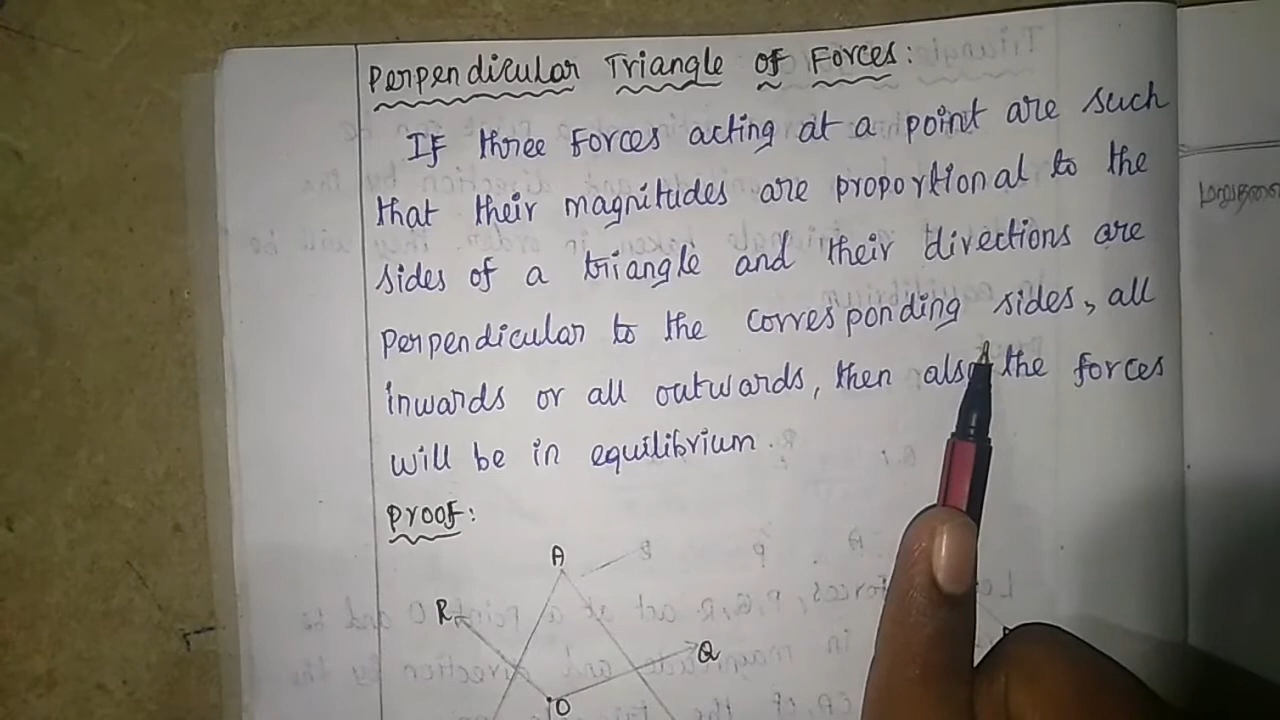 Perpendicular Triangle of Forces:
If three forces acting at a point are such
that their magnitudes are proportional to the
sides of a triangle and their directions are
perpendicular to the corresponding sides, all
inwards or all outwards, then also the forces
will be in equilibrium.
Proof:
A
R
Q
O